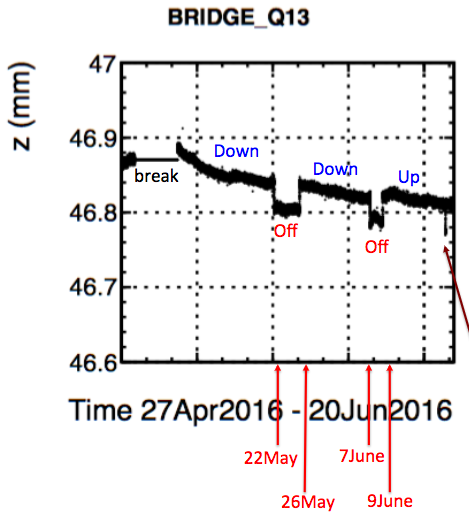 BRIDGE_Q13
z (mm)
47
46.9
46.8
46.7
46.6
break
Down
Off
Down
Off
Up
Time 27Apr2016 - 20Jun2016
22May
7June
26May
9June